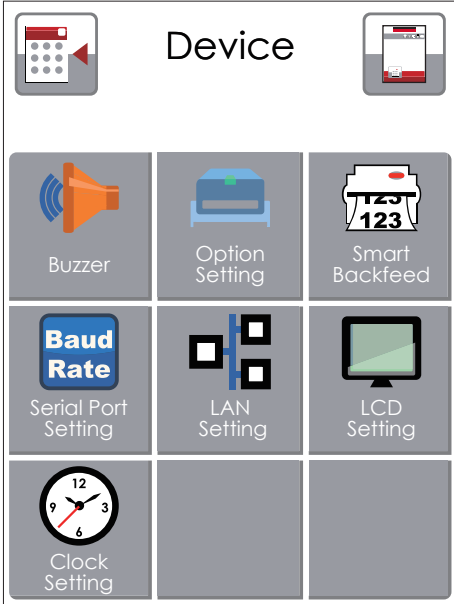 Device
Buzzer
Option
Setting
123
123
Smart
Backfeed
Baud
Rate
Serial Port
Setting
LAN
Setting
LCD
Setting
12
9
3
6
Clock
Setting